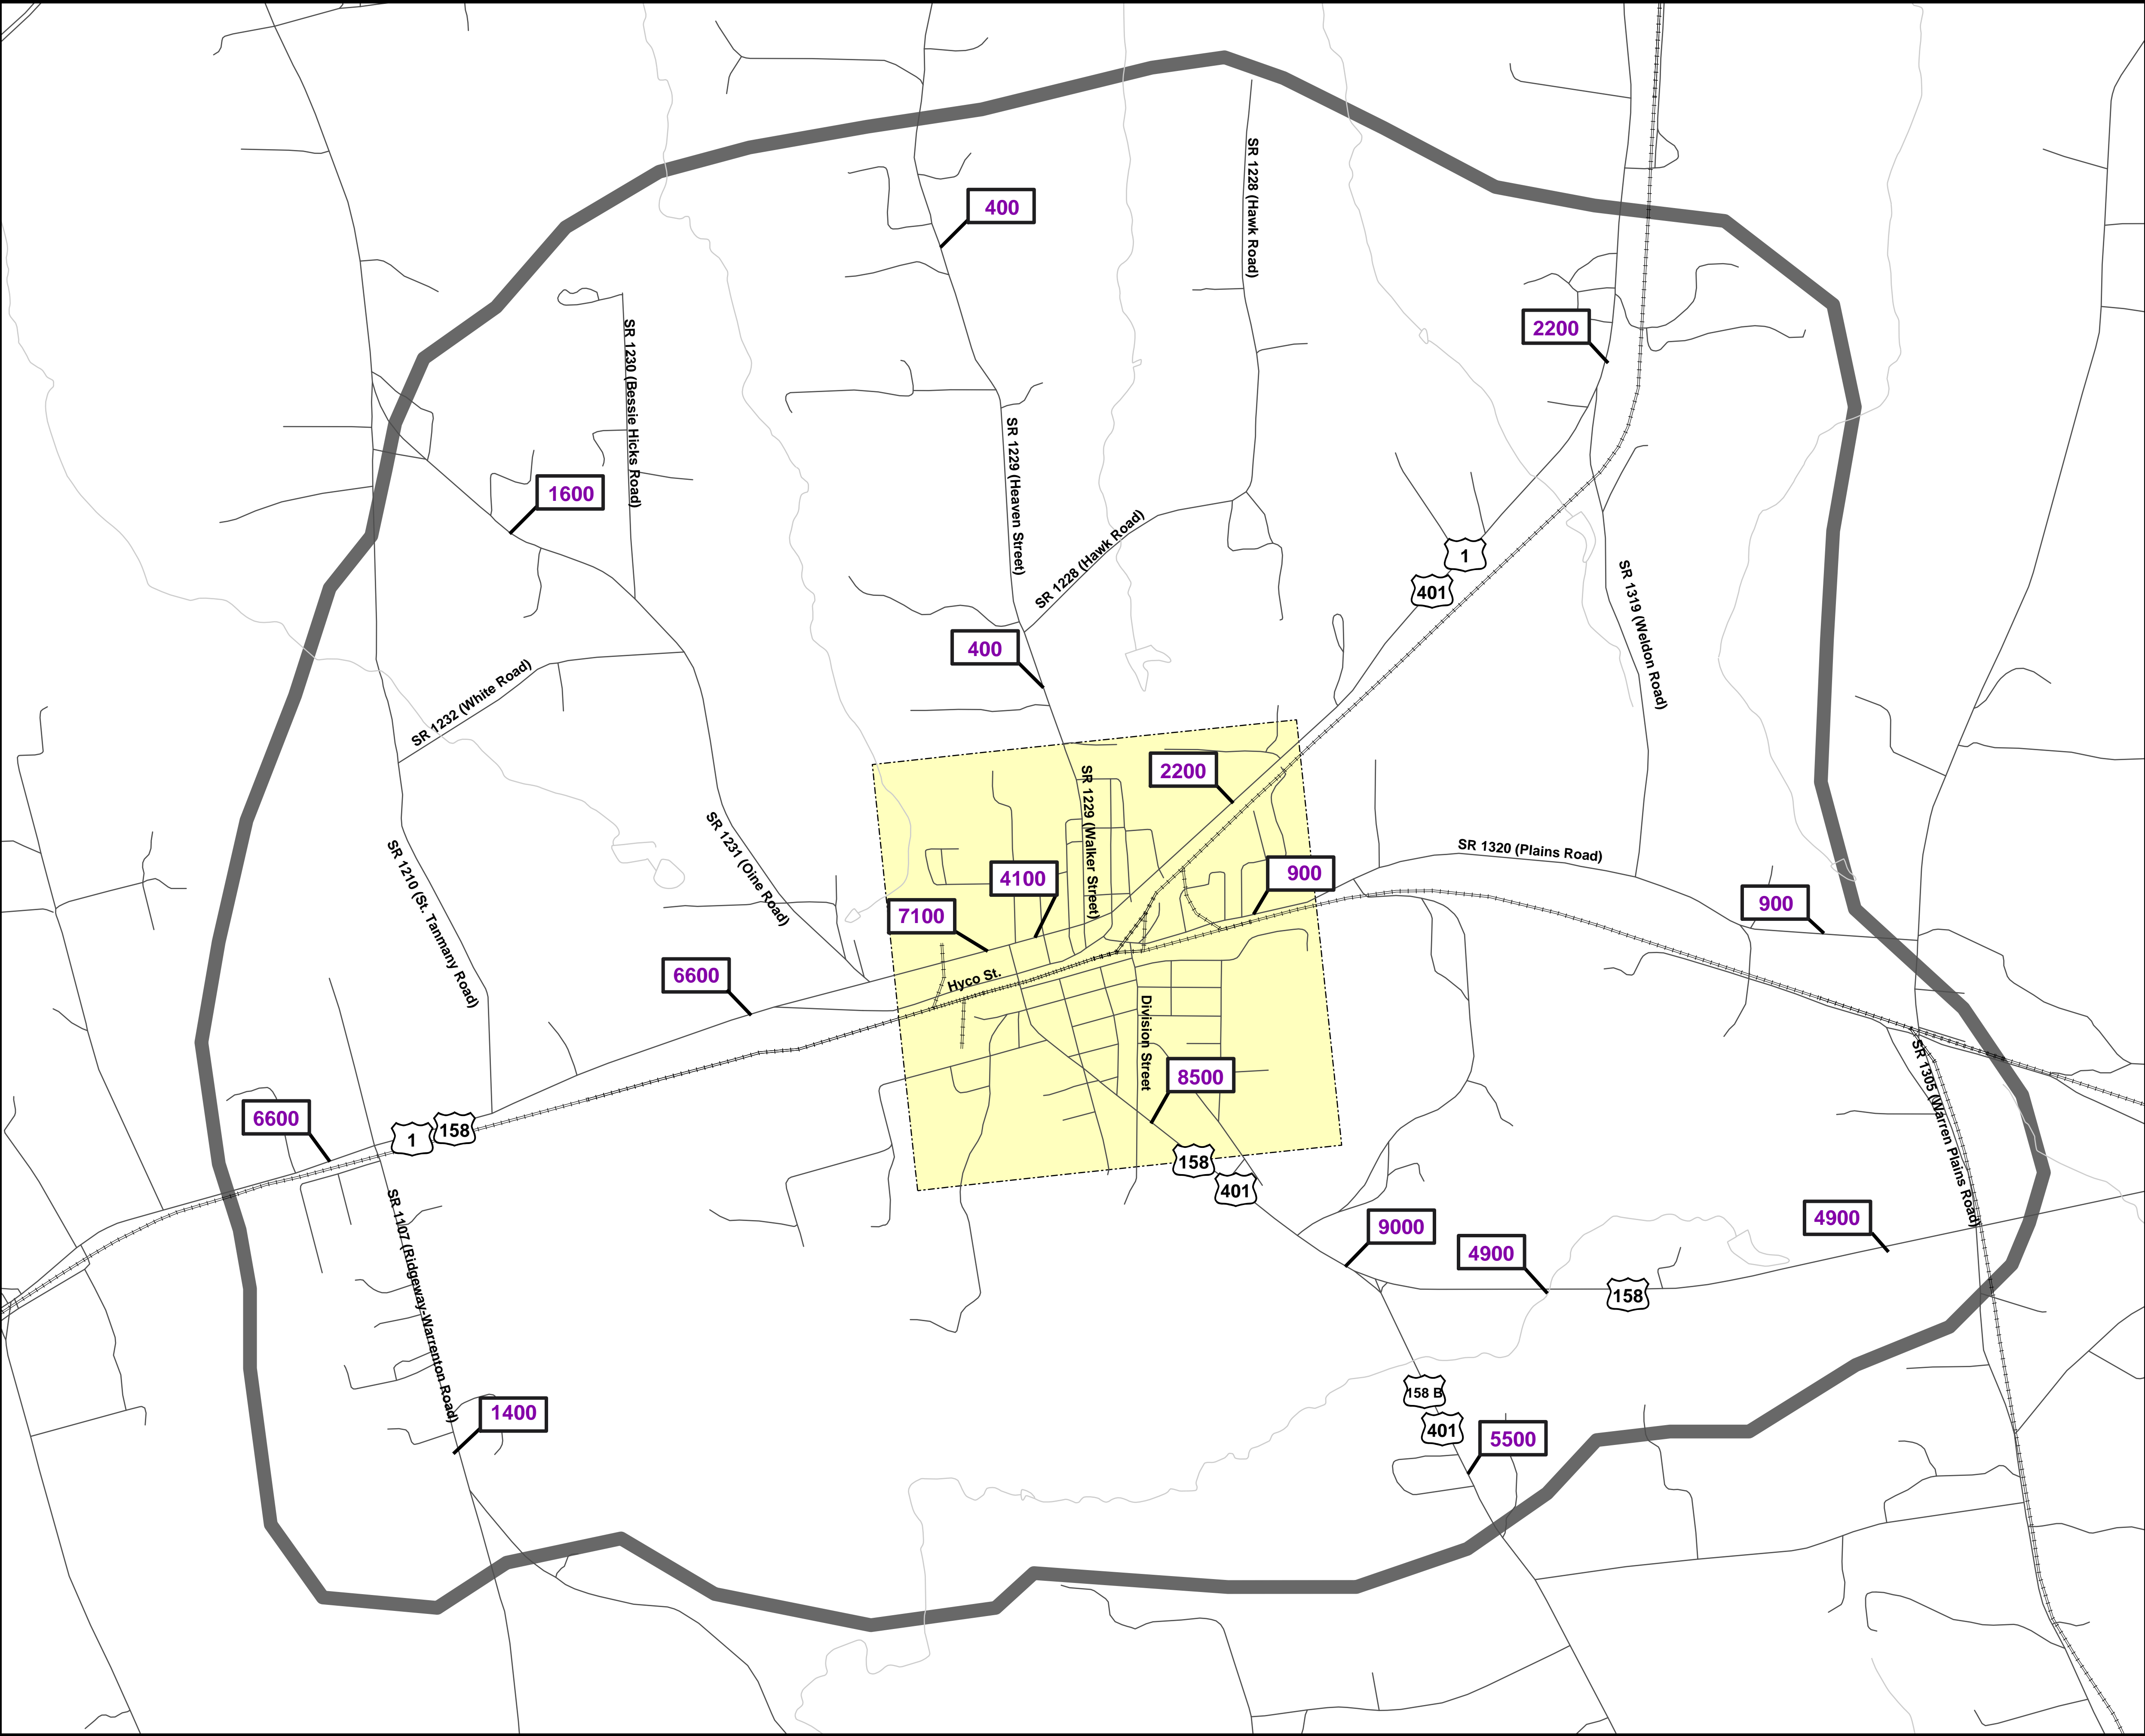 400
SR 1228 (Hawk Road)
2200
SR 1230 (Bessie Hicks Road)
1600
SR 1229 (Heaven Street)
SR 1228 (Hawk Road)
1
401
SR 1319 (Weldon Road)
400
SR 1232 (White Road)
2200
SR 1229 (Walker Street)
SR 1231 (Oine Road)
SR 1210 (St. Tanmany Road)
SR 1320 (Plains Road)
4100
900
900
7100
6600
Hyco St.
Division Street
8500
SR 1305 (Warren Plains Road)
6600
1
158
158
401
SR 1107 (Ridgeway-Warrenton Road)
9000
4900
4900
158
158 B
401
1400
5500